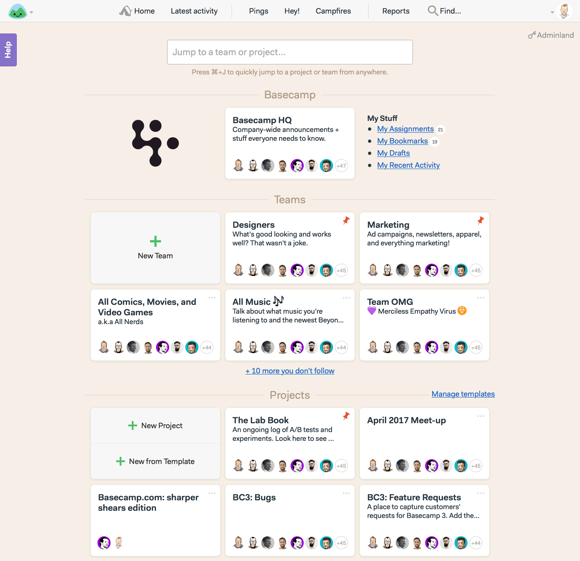 Home Latest activity Pings Hey! Campfires Reports Find...
Help
Adminland
Jump to a team or project...
Press ⌘+J to quickly jump to a project or team from anywhere.
Basecamp
Basecamp HQ
Company-wide announcements +
stuff everyone needs to know.
+47
My Stuff
My Assignments 21
My Bookmarks 19
My Drafts
My Recent Activity
Teams
New Team
Designers
What's good looking and works
well? That wasn't a joke.
+45
Marketing
Ad campaigns, newsletters, apparel,
and everything marketing!
+45
All Comics, Movies, and
Video Games
a.k.a All Nerds
+44
All Music 🎶
Talk about what music you're
listening to and the newest Beyon...
+44
Team OMG
💜 Merciless Empathy Virus
+45
+ 10 more you don't follow
Projects
Manage templates
New Project
New from Template
The Lab Book
An ongoing log of A/B tests and
experiments. Look here to see ...
+45
April 2017 Meet-up
+45
Basecamp.com: sharper
shears edition
BC3: Bugs
+44
BC3: Feature Requests
A place to capture customers'
requests for Basecamp 3. Add the...
+45